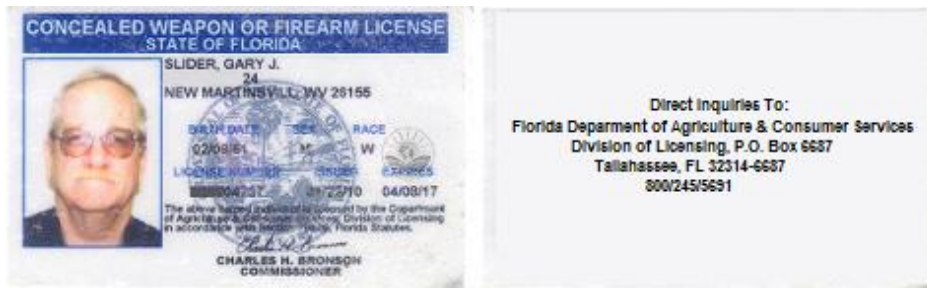 CONCEALED WEAPON OR FIREARM LICENSE
STATE OF FLORIDA
SLIDER, GARY J.
24
NEW MARTINSVILL, WV 26155
BIRTH DATE SEX RACE
W
LICENSE NUMBER ISSUED EXPIRES
04/08/17
The above named individual is licensed by the Department
of Agriculture & Consumer Services, Division of Licensing
in accordance with Section Florida Statutes.
CHARLES H. BRONSON
COMMISSIONER
Direct Inquiries To:
Florida Deparment of Agriculture & Consumer Services
Division of Licensing, P.O. Box 6687
Tallahassee, FL 32314-6687
800/245/5691